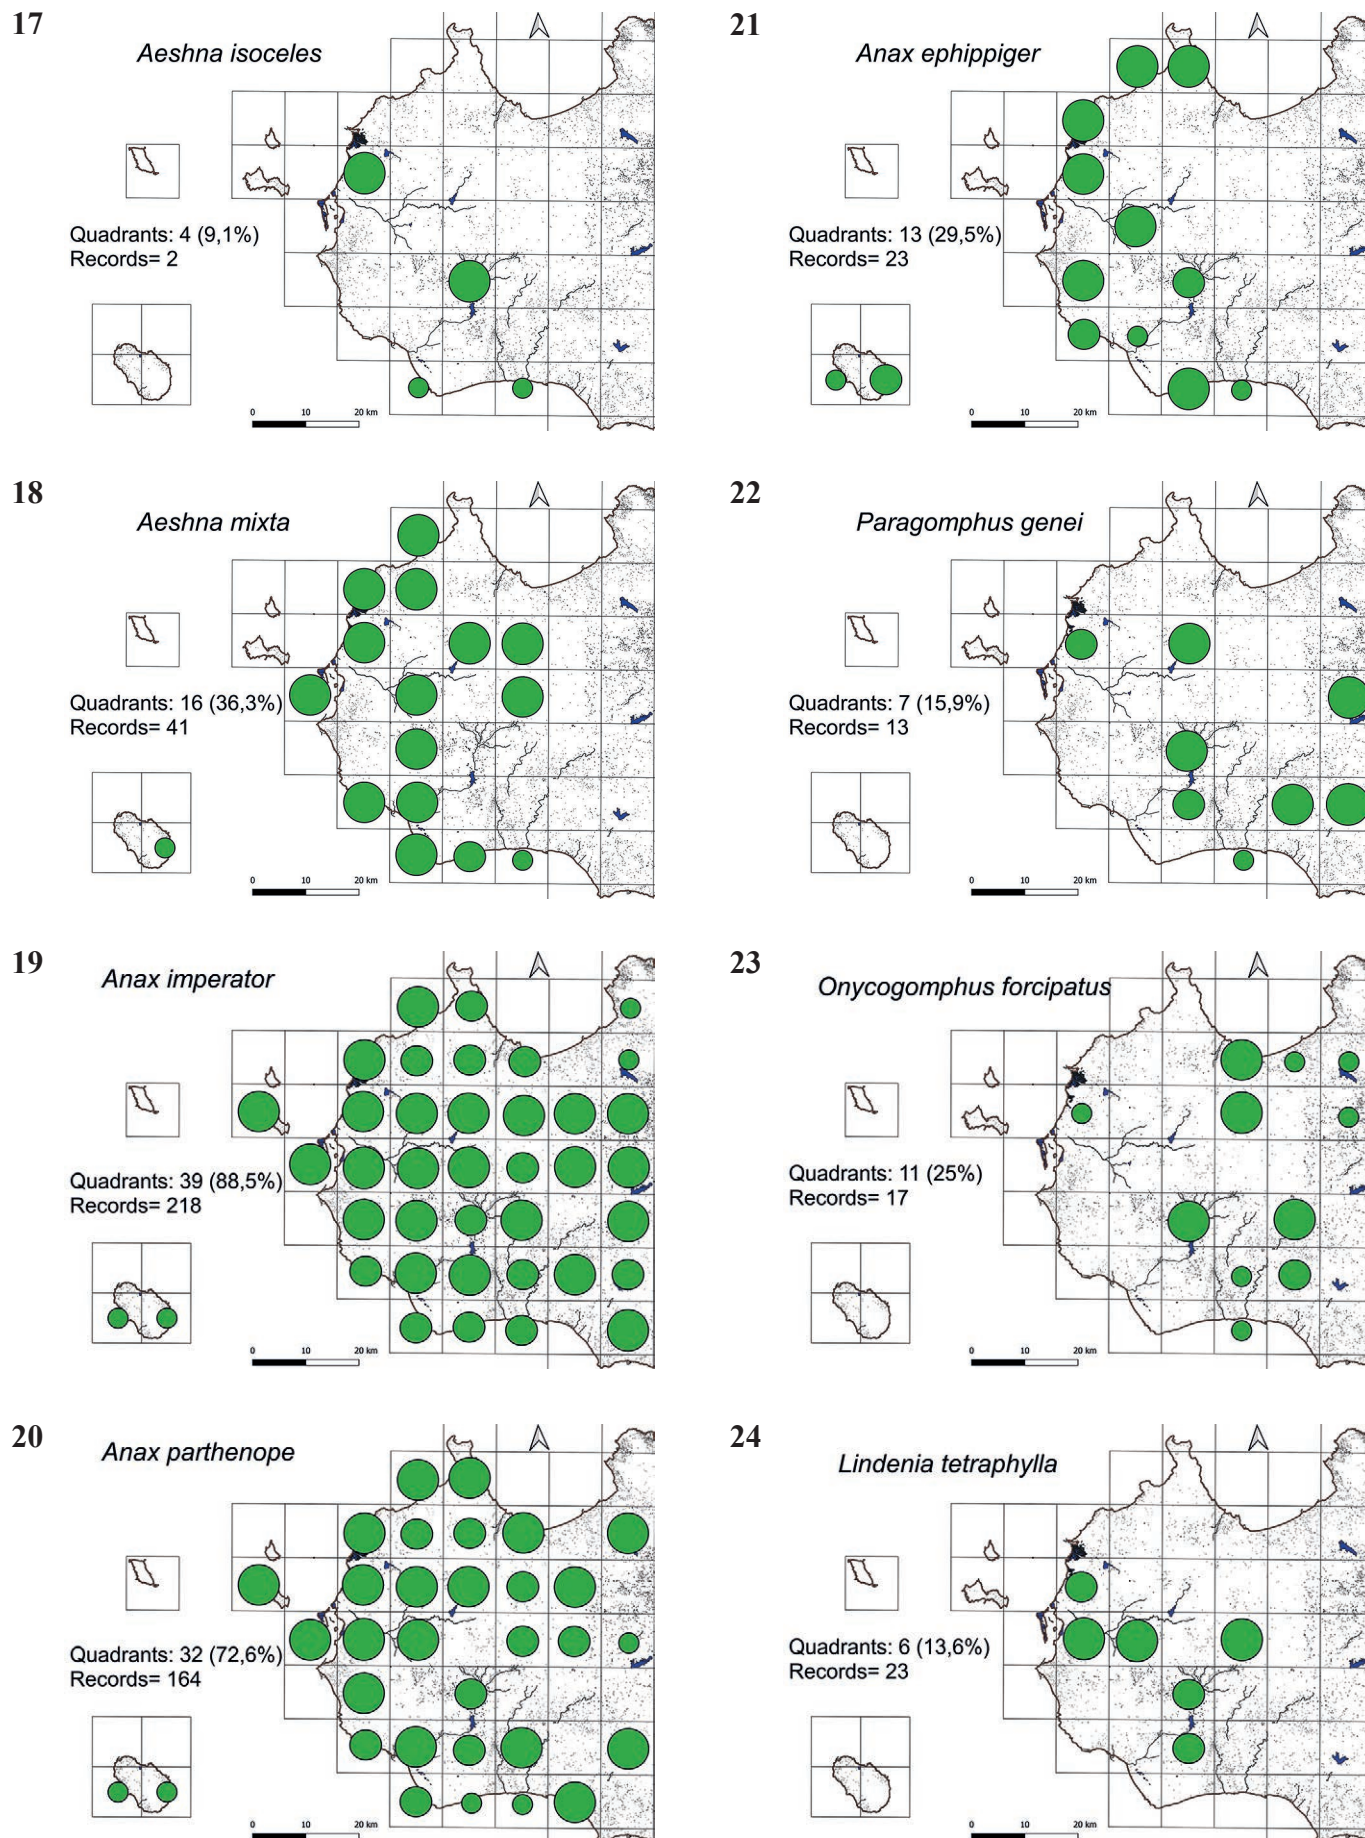 17
Aeshna isoceles
Quadrants: 4 (9,1%)
Records= 2
0 10 20 km
21
Anax ephippiger
Quadrants: 13 (29,5%)
Records= 23
0 10 20 km
18
Aeshna mixta
Quadrants: 16 (36,3%)
Records= 41
0 10 20 km
22
Paragomphus genei
Quadrants: 7 (15,9%)
Records= 13
0 10 20 km
19
Anax imperator
Quadrants: 39 (88,5%)
Records= 218
0 10 20 km
23
Onycogomphus forcipatus
Quadrants: 11 (25%)
Records= 17
0 10 20 km
20
Anax parthenope
Quadrants: 32 (72,6%)
Records= 164
0 10 20 km
24
Lindenia tetraphylla
Quadrants: 6 (13,6%)
Records= 23
0 10 20 km